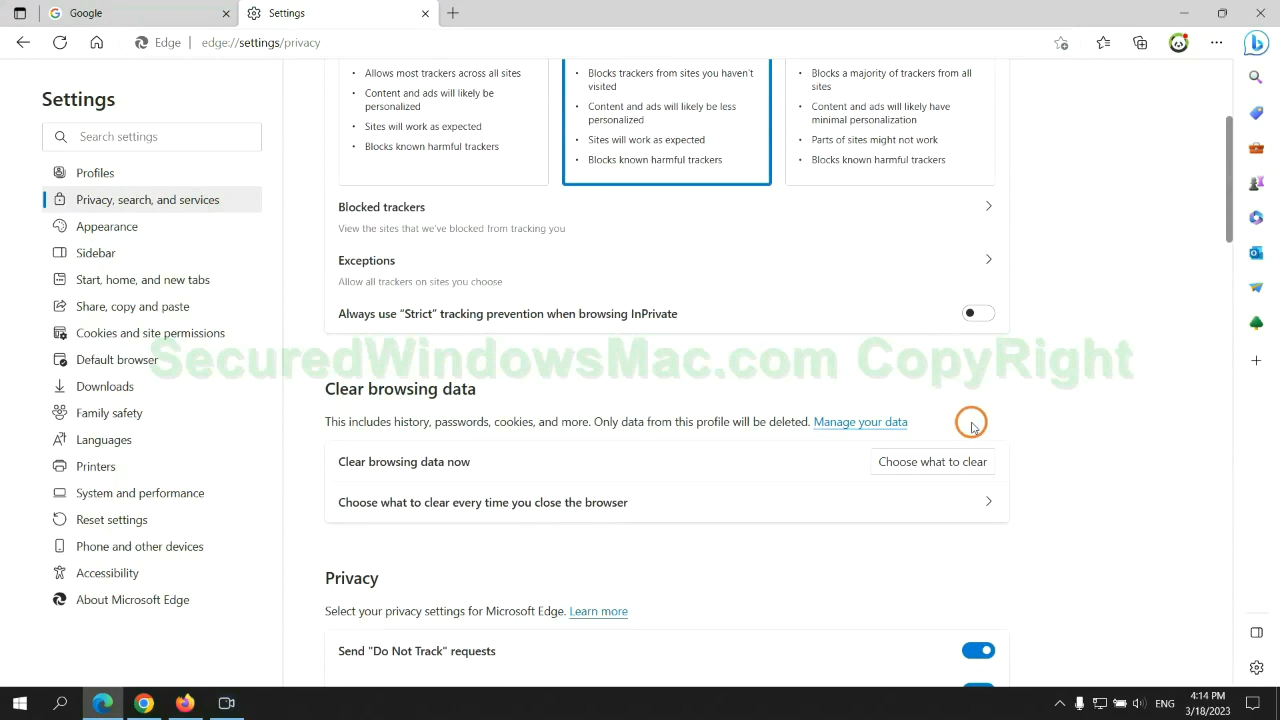 Google
Settings
Edge
edge://settings/privacy
Settings
Search settings
Profiles
Privacy, search, and services
Appearance
Sidebar
Start, home, and new tabs
Share, copy and paste
Cookies and site permissions
Default browser
Downloads
Family safety
Languages
Printers
System and performance
Reset settings
Phone and other devices
Accessibility
About Microsoft Edge
• Allows most trackers across all sites
• Content and ads will likely be
personalized
• Sites will work as expected
• Blocks known harmful trackers
• Blocks trackers from sites you haven't
visited
• Content and ads will likely be less
personalized
• Sites will work as expected
• Blocks known harmful trackers
• Blocks a majority of trackers from all
sites
• Content and ads will likely have
minimal personalization
• Parts of sites might not work
• Blocks known harmful trackers
Blocked trackers
View the sites that we've blocked from tracking you
Exceptions
Allow all trackers on sites you choose
Always use “Strict” tracking prevention when browsing InPrivate
SecuredWindowsMac.com CopyRight
Clear browsing data
This includes history, passwords, cookies, and more. Only data from this profile will be deleted. Manage your data
Clear browsing data now
Choose what to clear
Choose what to clear every time you close the browser
Privacy
Select your privacy settings for Microsoft Edge. Learn more
Send "Do Not Track" requests
ENG
4:14 PM
3/18/2023